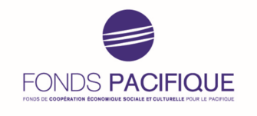 FONDS PACIFIQUE
FONDS DE COOPÉRATION ÉCONOMIQUE SOCIALE ET CULTURELLE POUR LE PACIFIQUE